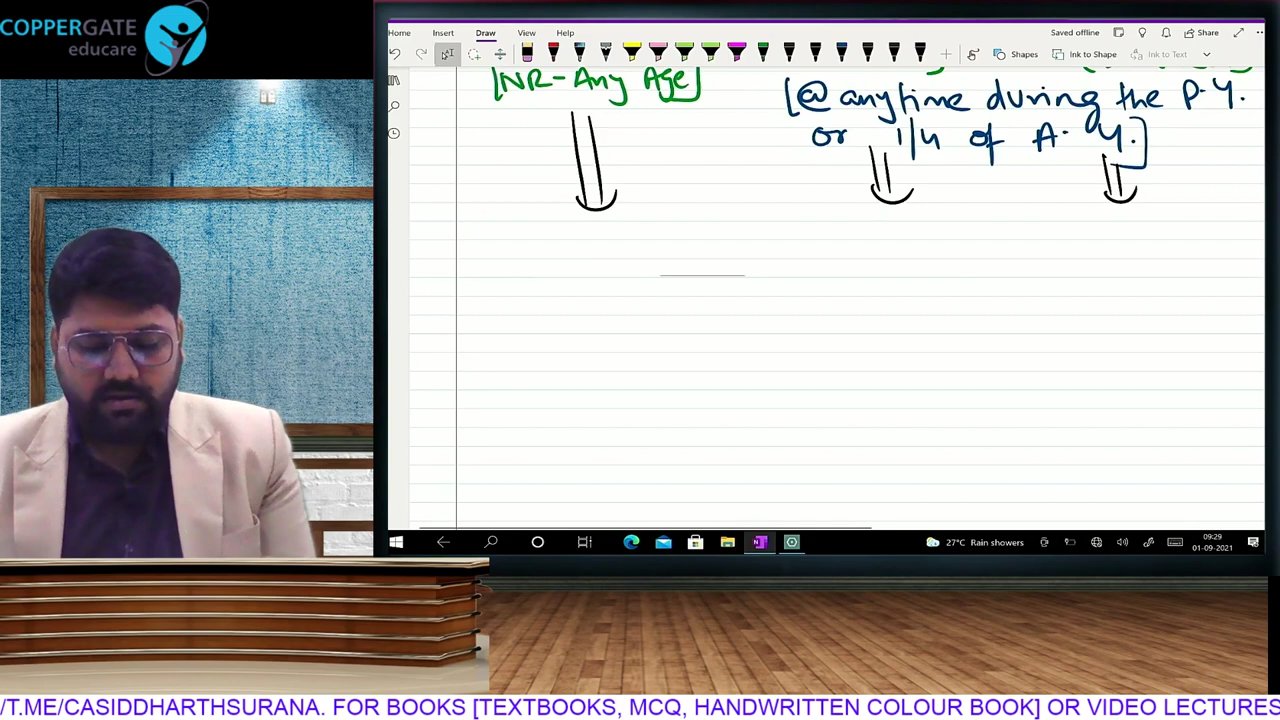 COPPERGATE
educare
Home Insert Draw View Help
Saved offline
Share
Shapes
Ink to Shape
Ink to Text
[NR-Any Age]
[@ anytime during the P.Y.
or 1/4 of A.Y.]
27°C Rain showers
09:29
01-09-2021
/T.ME/CASIDDHARTHSURANA. FOR BOOKS [TEXTBOOKS, MCQ, HANDWRITTEN COLOUR BOOK] OR VIDEO LECTURES